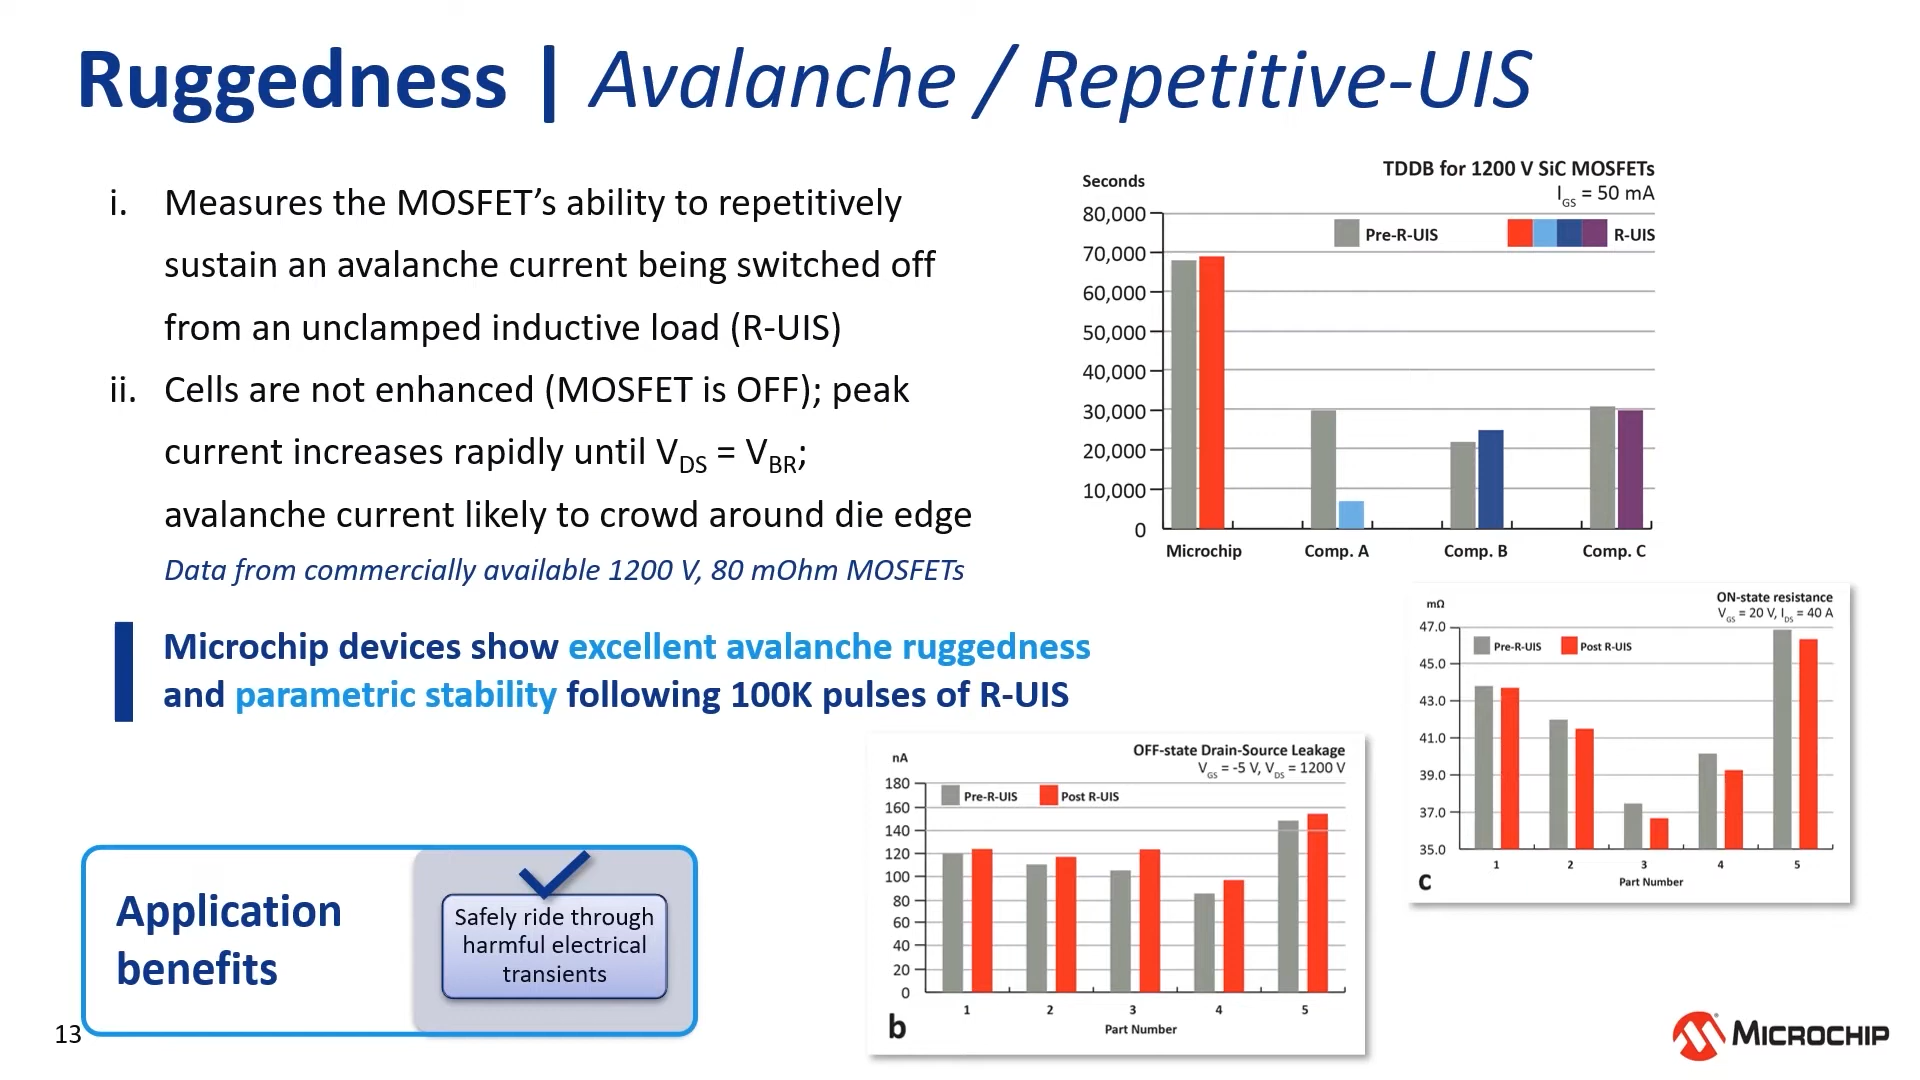 Ruggedness | Avalanche / Repetitive-UIS
i. Measures the MOSFET’s ability to repetitively
sustain an avalanche current being switched off
from an unclamped inductive load (R-UIS)
ii. Cells are not enhanced (MOSFET is OFF); peak
current increases rapidly until VDS = VBR;
avalanche current likely to crowd around die edge
Data from commercially available 1200 V, 80 mOhm MOSFETs
Microchip devices show excellent avalanche ruggedness
and parametric stability following 100K pulses of R-UIS
Application
benefits
Safely ride through
harmful electrical
transients
13
TDDB for 1200 V SiC MOSFETs
IGS = 50 mA
Seconds
Pre-R-UIS
R-UIS
80,000
70,000
60,000
50,000
40,000
30,000
20,000
10,000
0
Microchip Comp. A Comp. B Comp. C
ON-state resistance
VGS = 20 V, IDS = 40 A
mΩ
Pre-R-UIS Post R-UIS
47.0
45.0
43.0
41.0
39.0
37.0
35.0
1 2 3 4 5
Part Number
c
OFF-state Drain-Source Leakage
VGS = -5 V, VDS = 1200 V
nA
Pre-R-UIS Post R-UIS
180
160
140
120
100
80
60
40
20
0
1 2 3 4 5
Part Number
b
MICROCHIP